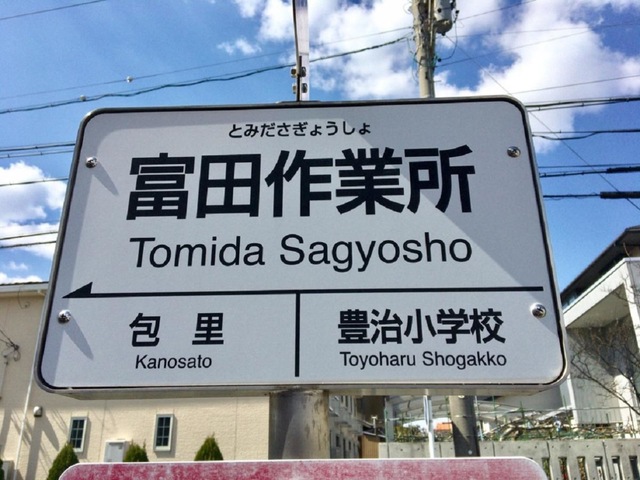 とみださぎょうしょ
富田作業所
Tomida Sagyosho
包 里
Kanosato
豊治小学校
Toyoharu Shogakko